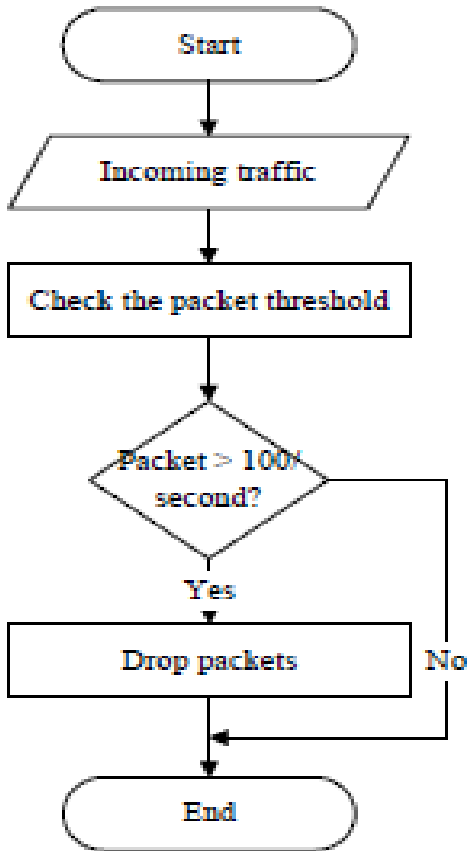 Start
Incoming traffic
Check the packet threshold
Packet > 100/
second?
Yes
Drop packets
No
End